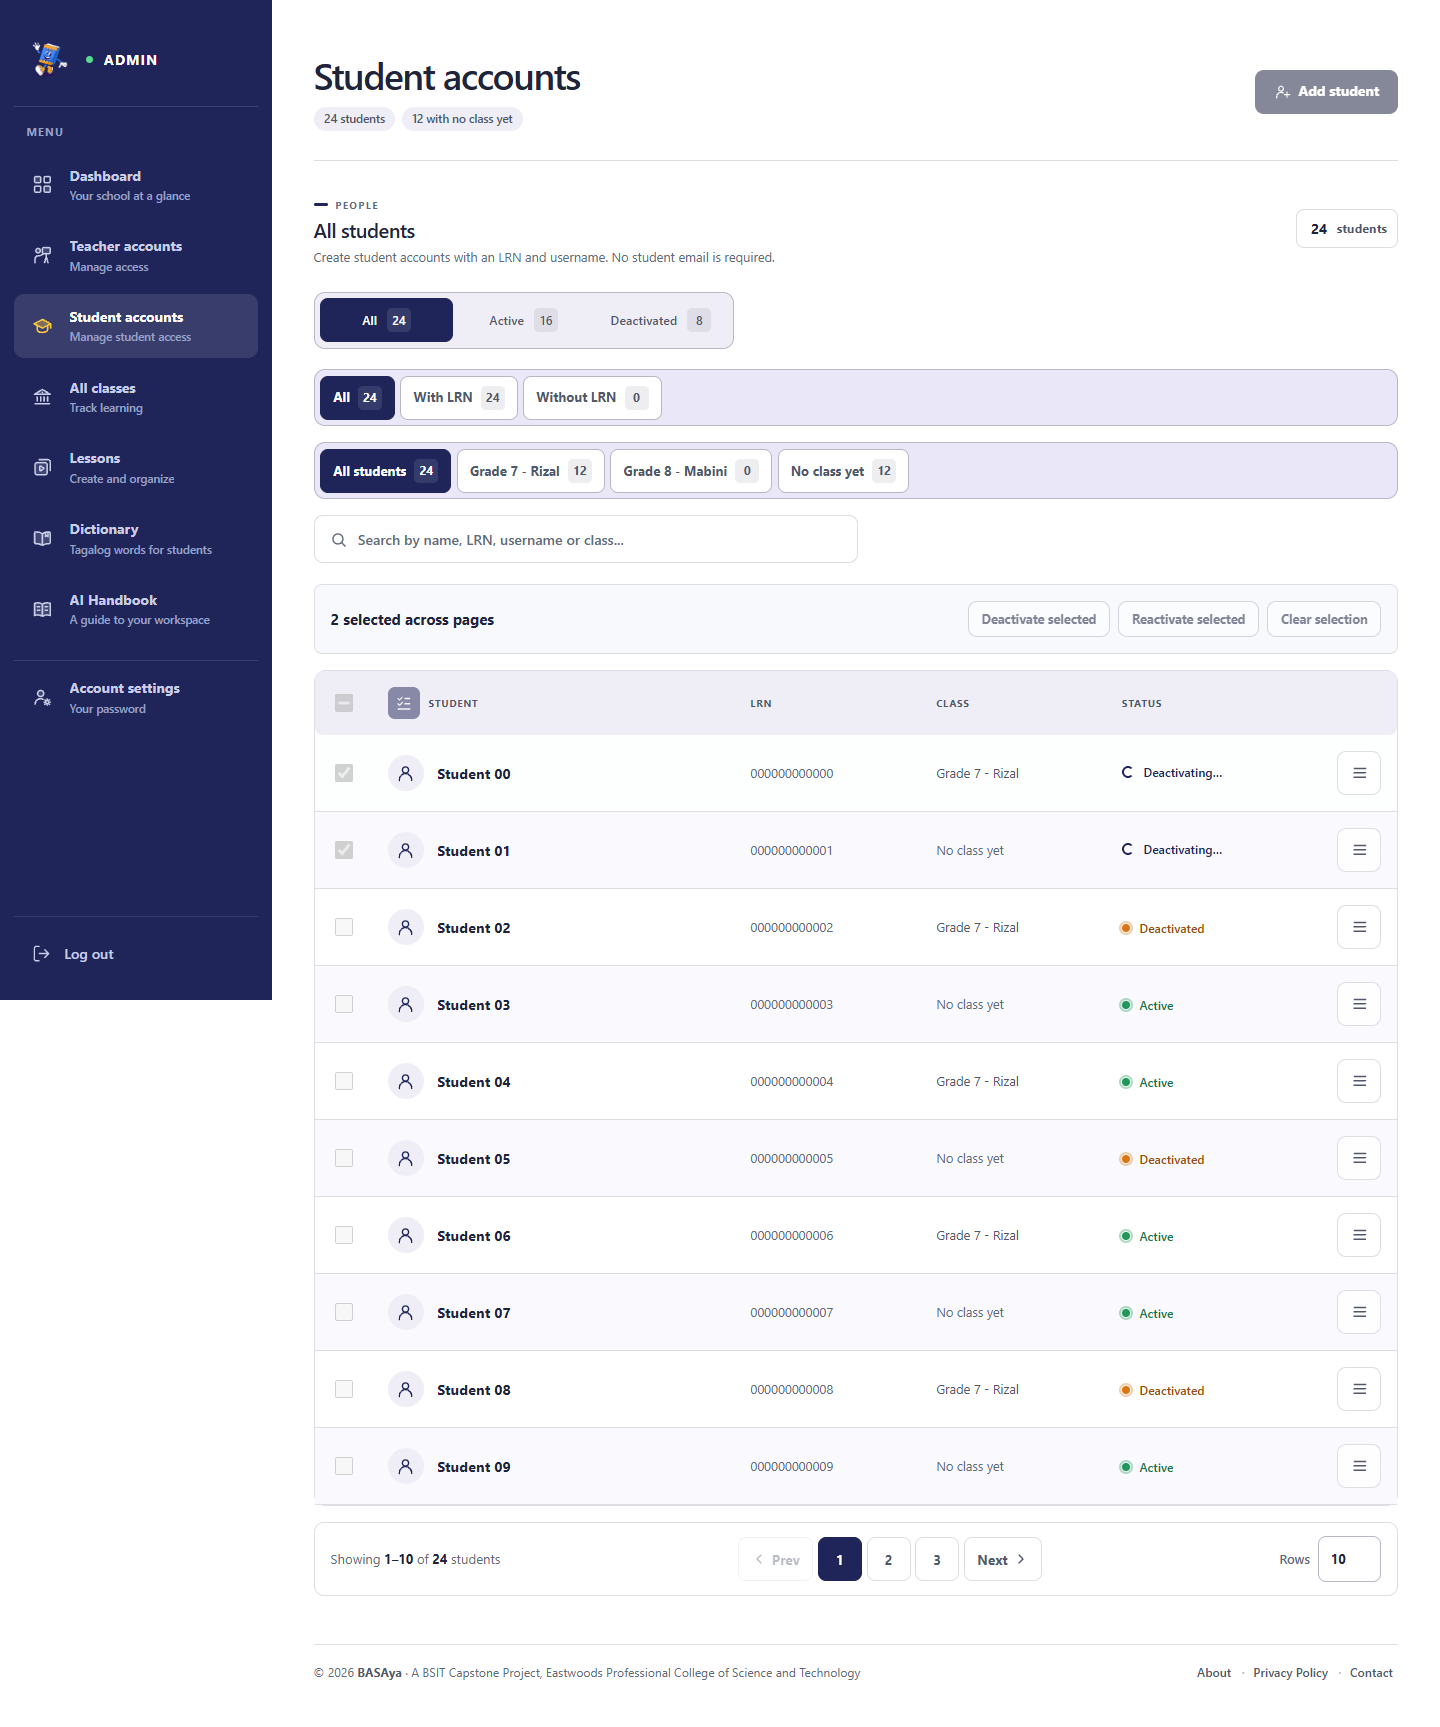 ADMIN
MENU
Dashboard
Your school at a glance
Teacher accounts
Manage access
Student accounts
Manage student access
All classes
Track learning
Lessons
Create and organize
Dictionary
Tagalog words for students
AI Handbook
A guide to your workspace
Account settings
Your password
Log out
Student accounts
24 students 12 with no class yet
Add student
PEOPLE
All students
Create student accounts with an LRN and username. No student email is required.
24 students
All 24 Active 16 Deactivated 8
All 24 With LRN 24 Without LRN 0
All students 24 Grade 7 - Rizal 12 Grade 8 - Mabini 0 No class yet 12
Search by name, LRN, username or class...
2 selected across pages Deactivate selected Reactivate selected Clear selection
STUDENT LRN CLASS STATUS
Student 00 000000000000 Grade 7 - Rizal Deactivating...
Student 01 000000000001 No class yet Deactivating...
Student 02 000000000002 Grade 7 - Rizal Deactivated
Student 03 000000000003 No class yet Active
Student 04 000000000004 Grade 7 - Rizal Active
Student 05 000000000005 No class yet Deactivated
Student 06 000000000006 Grade 7 - Rizal Active
Student 07 000000000007 No class yet Active
Student 08 000000000008 Grade 7 - Rizal Deactivated
Student 09 000000000009 No class yet Active
Showing 1–10 of 24 students Prev 1 2 3 Next Rows 10
© 2026 BASAya · A BSIT Capstone Project, Eastwoods Professional College of Science and Technology About · Privacy Policy · Contact